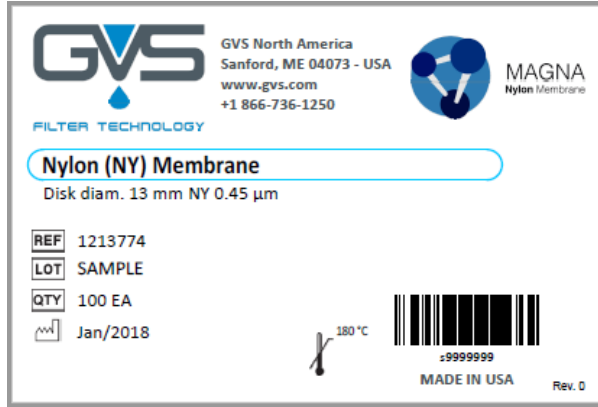 GVS
FILTER TECHNOLOGY
GVS North America
Sanford, ME 04073 - USA
www.gvs.com
+1 866-736-1250
MAGNA
Nylon Membrane
Nylon (NY) Membrane
Disk diam. 13 mm NY 0.45 µm
REF 1213774
LOT SAMPLE
QTY 100 EA
Jan/2018
180 °C
s9999999
MADE IN USA
Rev. 0